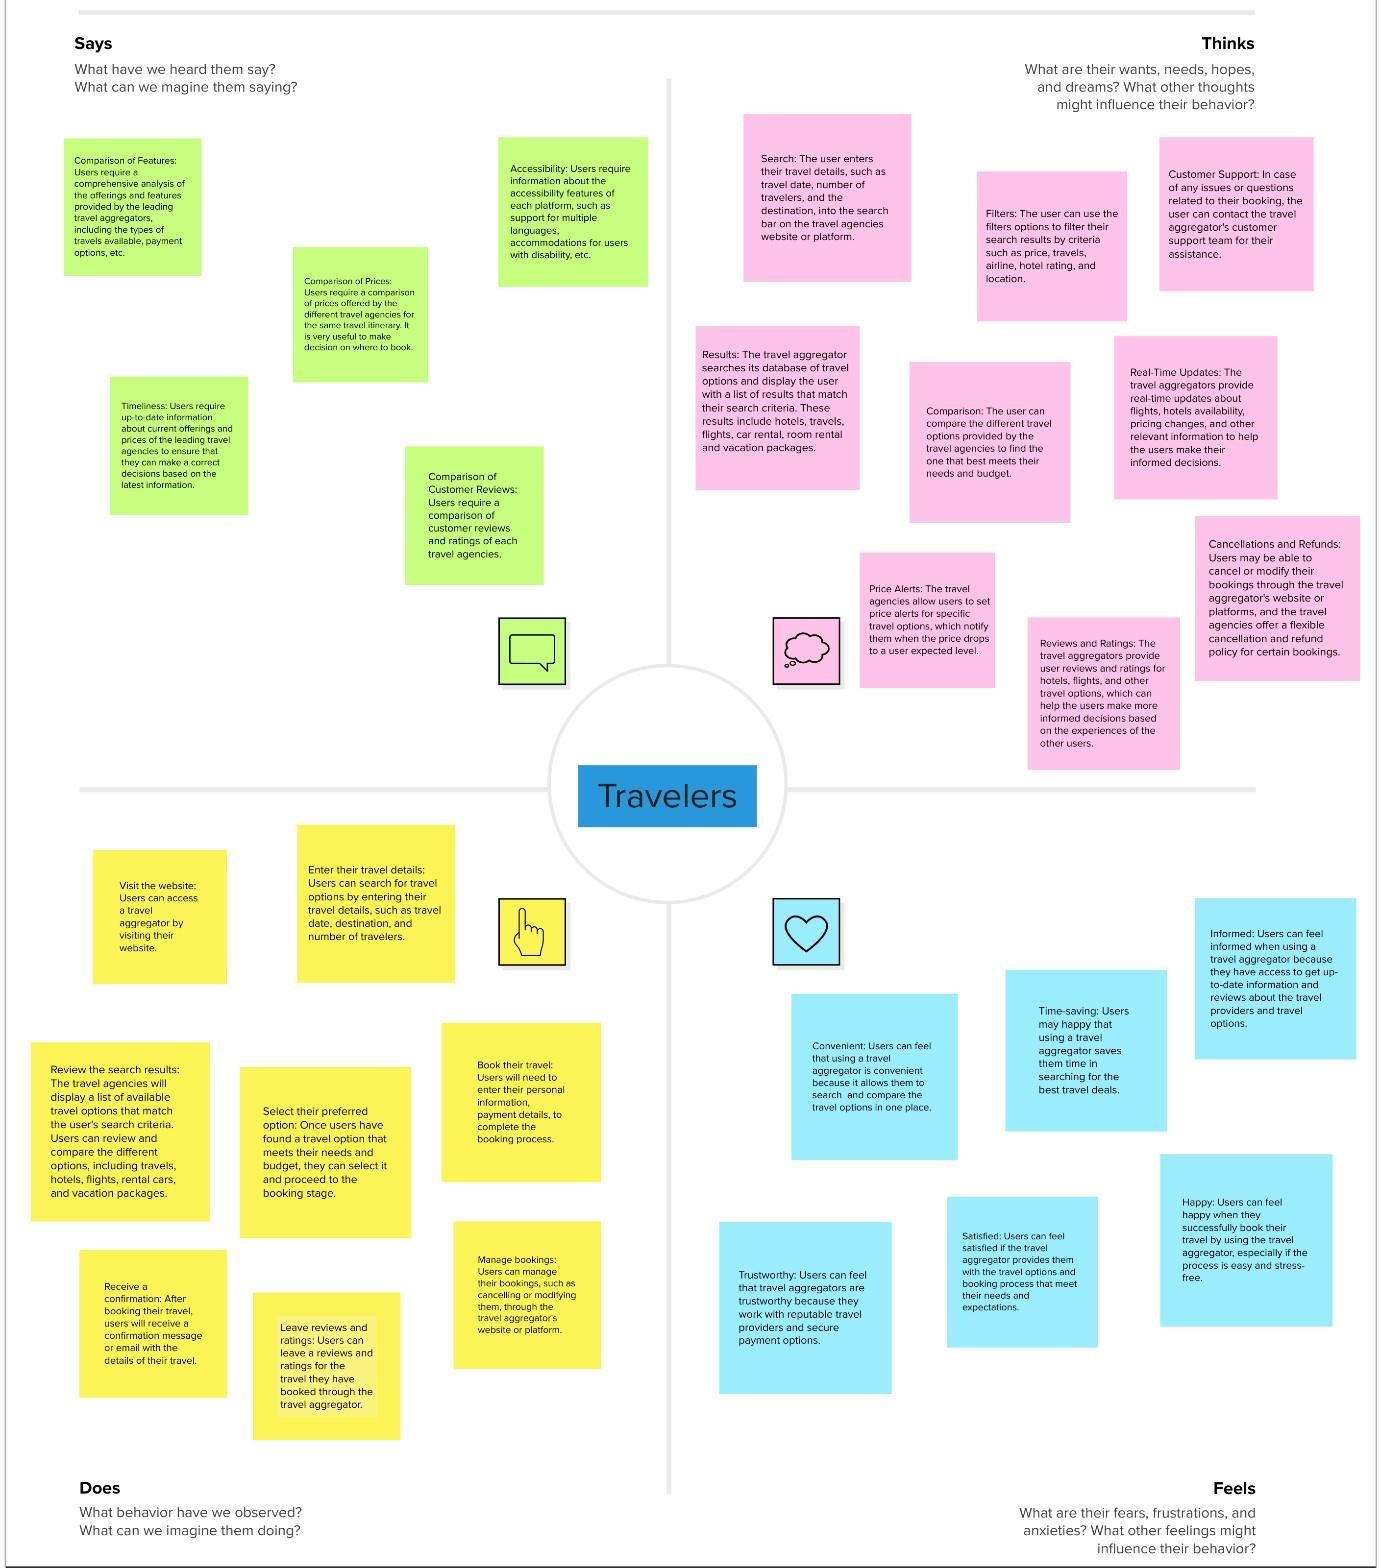 Says
What have we heard them say?
What can we magine them saying?
Thinks
What are their wants, needs, hopes,
and dreams? What other thoughts
might influence their behavior?
Comparison of Features:
Users require a
comprehensive analysis of
the offerings and features
provided by the leading
travel aggregators,
including the types of
travels available, payment
options, etc.
Accessibility: Users require
information about the
accessibility features of
each platform, such as
support for multiple
languages,
accommodations for users
with disability, etc.
Comparison of Prices:
Users require a comparison
of prices offered by the
different travel agencies for
the same travel itinerary. It
is very useful to make
decision on where to book.
Timeliness: Users require
up-to-date information
about current offerings and
prices of the leading travel
agencies to ensure that
they can make a correct
decisions based on the
latest information.
Comparison of
Customer Reviews:
Users require a
comparison of
customer reviews
and ratings of each
travel agencies.
Search: The user enters
their travel details, such as
travel date, number of
travelers, and the
destination, into the search
bar on the travel agencies
website or platform.
Filters: The user can use the
filters options to filter their
search results by criteria
such as price, travels,
airline, hotel rating, and
location.
Customer Support: In case
of any issues or questions
related to their booking, the
user can contact the travel
aggregator's customer
support team for their
assistance.
Results: The travel aggregator
searches its database of travel
options and display the user
with a list of results that match
their search criteria. These
results include hotels, travels,
flights, car rental, room rental
and vacation packages.
Comparison: The user can
compare the different travel
options provided by the
travel agencies to find the
one that best meets their
needs and budget.
Real-Time Updates: The
travel aggregators provide
real-time updates about
flights, hotels availability,
pricing changes, and other
relevant information to help
the users make their
informed decisions.
Price Alerts: The travel
agencies allow users to set
price alerts for specific
travel options, which notify
them when the price drops
to a user expected level.
Reviews and Ratings: The
travel aggregators provide
user reviews and ratings for
hotels, flights, and other
travel options, which can
help the users make more
informed decisions based
on the experiences of the
other users.
Cancellations and Refunds:
Users may be able to
cancel or modify their
bookings through the travel
aggregator's website or
platforms, and the travel
agencies offer a flexible
cancellation and refund
policy for certain bookings.
Travelers
Visit the website:
Users can access
a travel
aggregator by
visiting their
website.
Enter their travel details:
Users can search for travel
options by entering their
travel details, such as travel
date, destination, and
number of travelers.
Review the search results:
The travel agencies will
display a list of available
travel options that match
the user's search criteria.
Users can review and
compare the different
options, including travels,
hotels, flights, rental cars,
and vacation packages.
Select their preferred
option: Once users have
found a travel option that
meets their needs and
budget, they can select it
and proceed to the
booking stage.
Book their travel:
Users will need to
enter their personal
information,
payment details, to
complete the
booking process.
Receive a
confirmation: After
booking their travel,
users will receive a
confirmation message
or email with the
details of their travel.
Leave reviews and
ratings: Users can
leave a reviews and
ratings for the
travel they have
booked through the
travel aggregator.
Manage bookings:
Users can manage
their bookings, such as
cancelling or modifying
them, through the
travel aggregator's
website or platform.
Convenient: Users can feel
that using a travel
aggregator is convenient
because it allows them to
search and compare the
travel options in one place.
Time-saving: Users
may happy that
using a travel
aggregator saves
them time in
searching for the
best travel deals.
Informed: Users can feel
informed when using a
travel aggregator because
they have access to get up-
to-date information and
reviews about the travel
providers and travel
options.
Trustworthy: Users can feel
that travel aggregators are
trustworthy because they
work with reputable travel
providers and secure
payment options.
Satisfied: Users can feel
satisfied if the travel
aggregator provides them
with the travel options and
booking process that meet
their needs and
expectations.
Happy: Users can feel
happy when they
successfully book their
travel by using the travel
aggregator, especially if the
process is easy and stress-
free.
Does
What behavior have we observed?
What can we imagine them doing?
Feels
What are their fears, frustrations, and
anxieties? What other feelings might
influence their behavior?